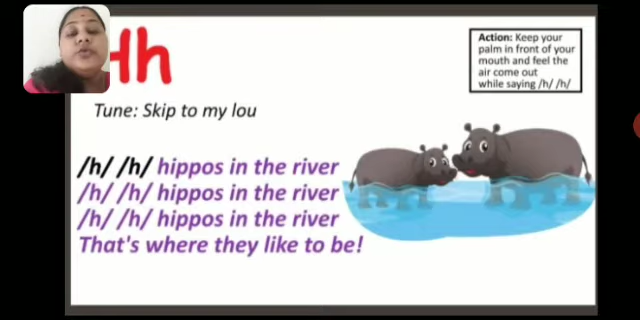 Hh
Action: Keep your
palm in front of your
mouth and feel the
air come out
while saying /h/ /h/
Tune: Skip to my lou
/h/ /h/ hippos in the river
/h/ /h/ hippos in the river
/h/ /h/ hippos in the river
That's where they like to be!